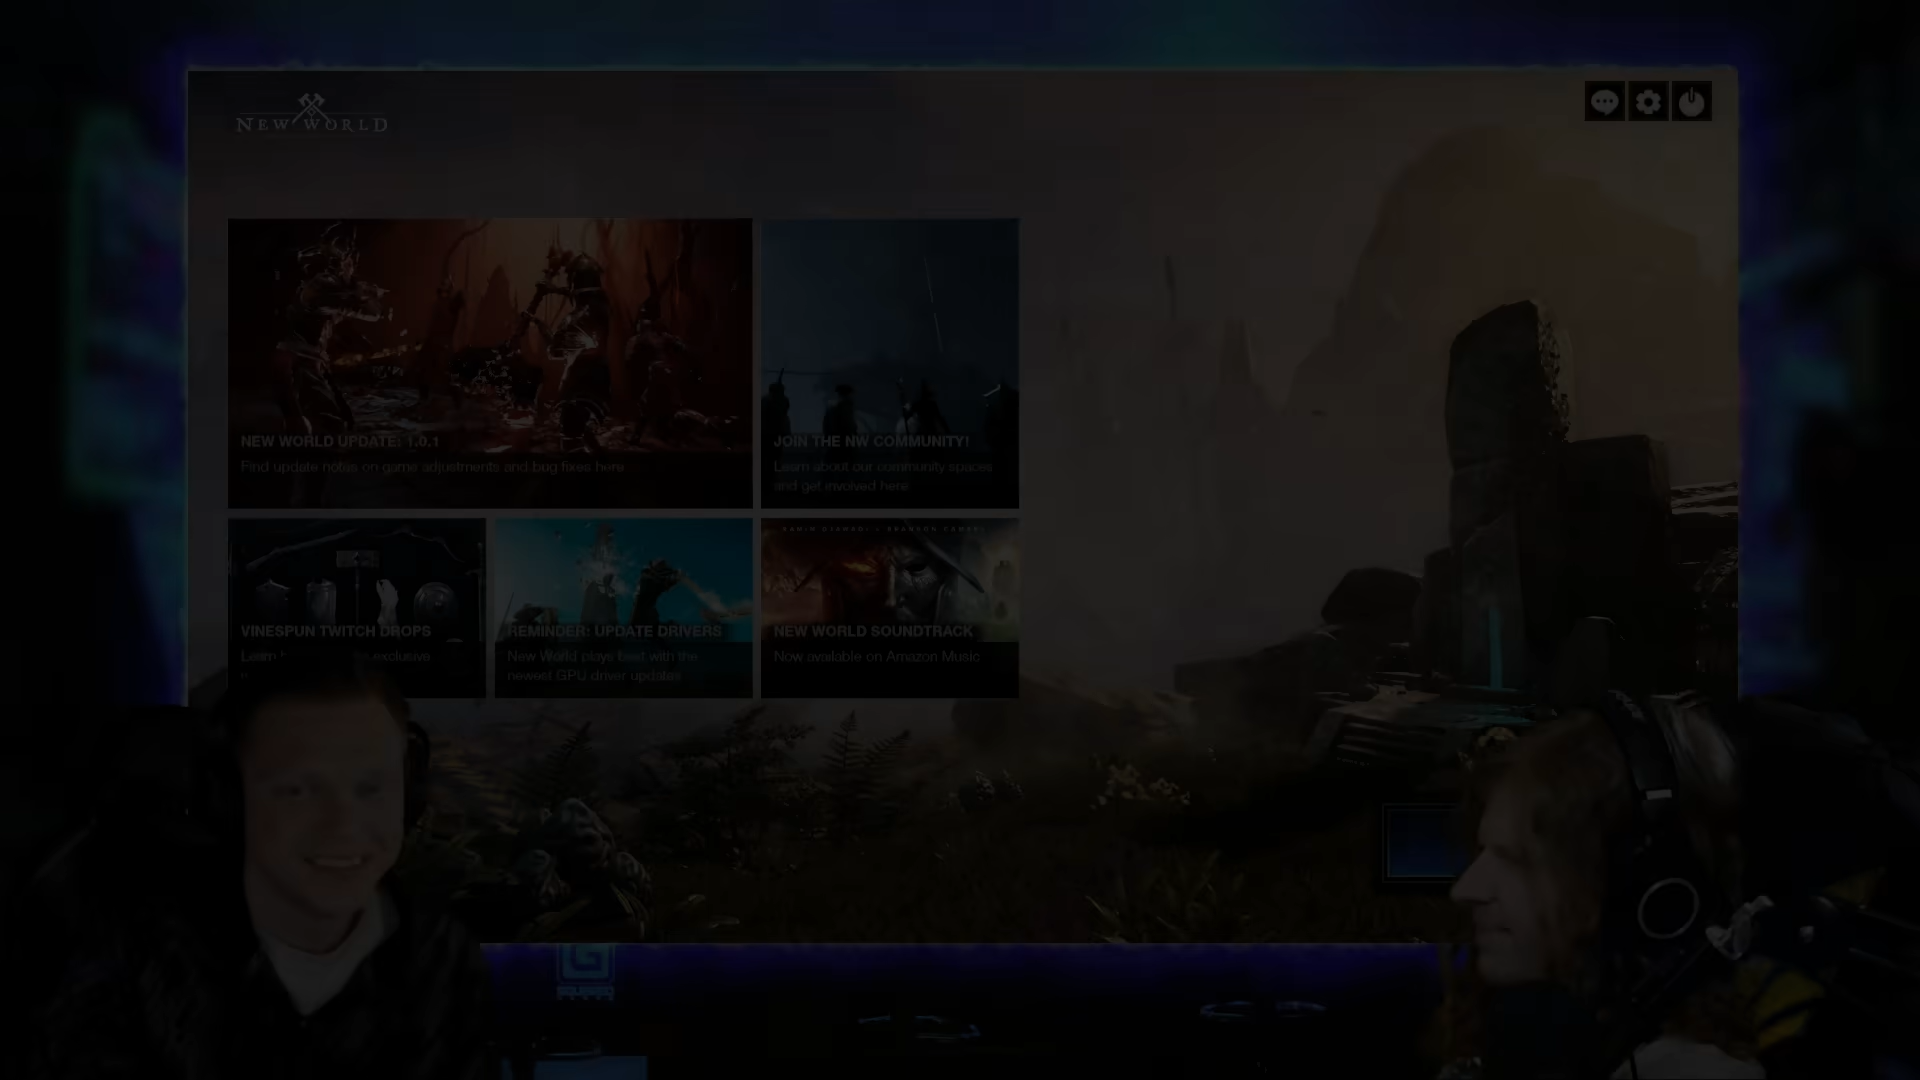 NEW WORLD
NEW WORLD UPDATE: 1.0.1
Find update notes on game adjustments and bug fixes here
JOIN THE NW COMMUNITY!
Learn about our community spaces
and get involved here
VINESPUN TWITCH DROPS
Learn exclusive
REMINDER: UPDATE DRIVERS
New World plays best with the
newest GPU driver updates
NEW WORLD SOUNDTRACK
Now available on Amazon Music